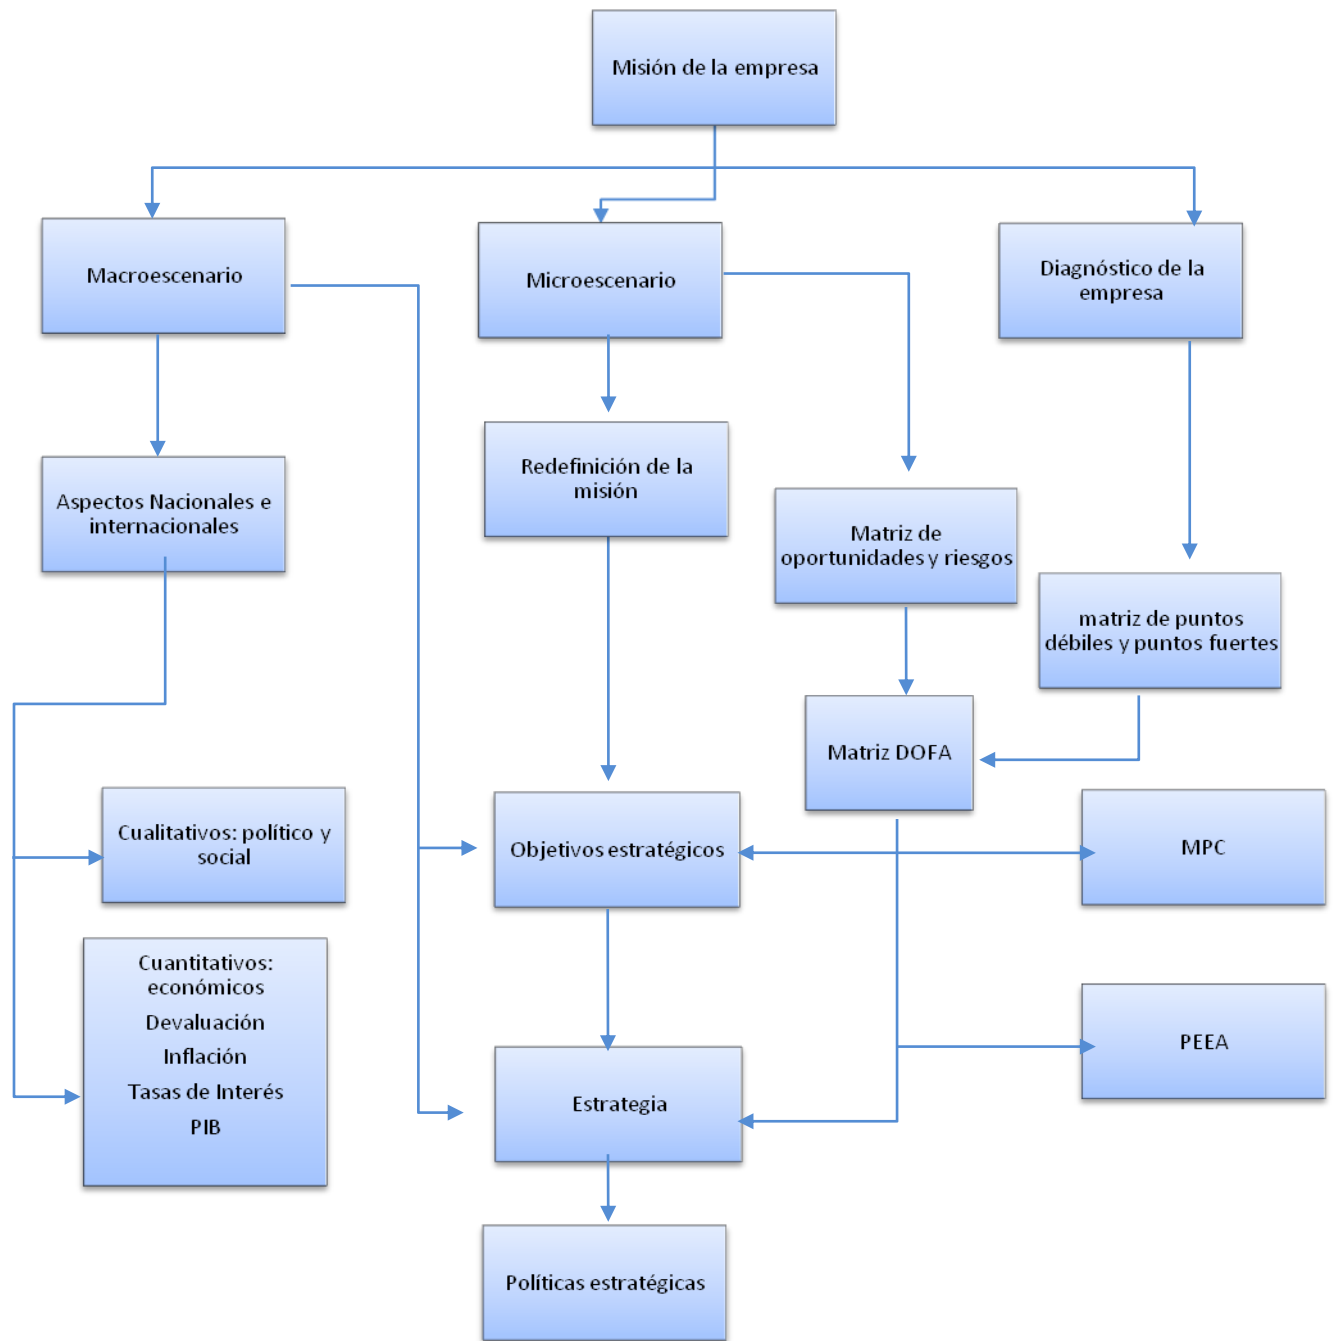 Misión de la empresa
Macroescenario
Microescenario
Diagnóstico de la
empresa
Aspectos Nacionales e
internacionales
Redefinición de la
misión
Matriz de
oportunidades y riesgos
matriz de puntos
débiles y puntos fuertes
Matriz DOFA
Cualitativos: político y
social
Objetivos estratégicos
MPC
Cuantitativos:
económicos
Devaluación
Inflación
Tasas de Interés
PIB
Estrategia
PEEA
Políticas estratégicas